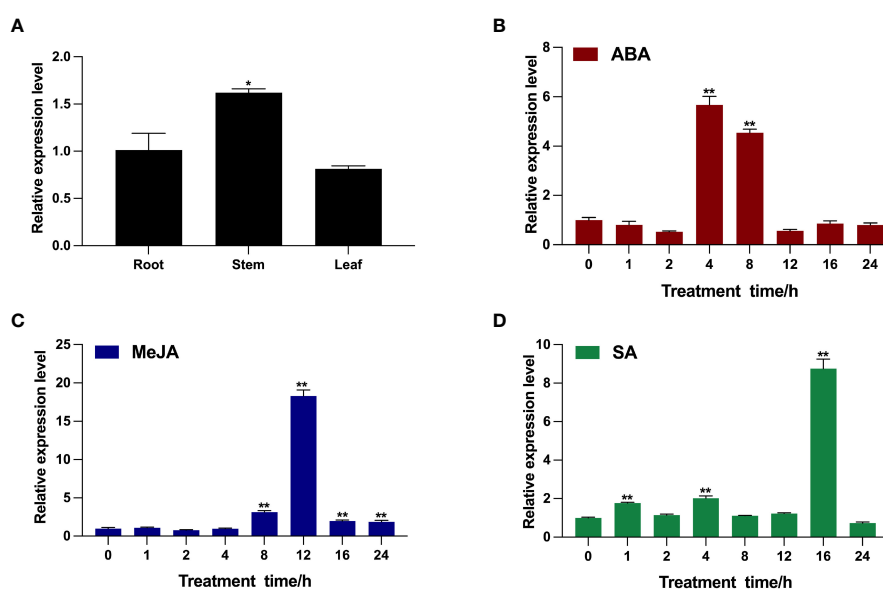 A
Relative expression level
2.0
1.5
1.0
0.5
0.0
*
Root Stem Leaf
B
Relative expression level
8
6
4
2
0
ABA
** **
0 1 2 4 8 12 16 24
Treatment time/h
C
Relative expression level
25
20
15
10
5
0
MeJA
** ** ** **
0 1 2 4 8 12 16 24
Treatment time/h
D
Relative expression level
10
8
6
4
2
0
SA
** ** **
0 1 2 4 8 12 16 24
Treatment time/h